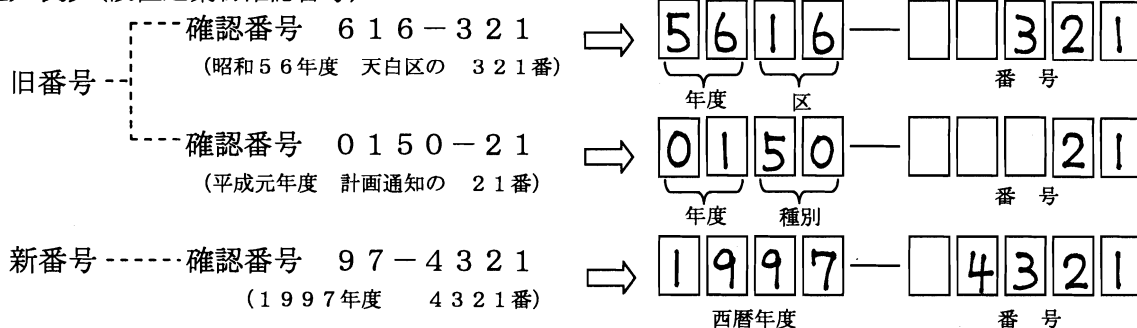 確認番号 616-321 ⇨ 5616 — 321
(昭和56年度 天白区の 321番)
年度 区 番号
旧番号
確認番号 0150-21 ⇨ 0150 — 21
(平成元年度 計画通知の 21番)
年度 種別 番号
新番号 確認番号 97-4321 ⇨ 1997 — 4321
(1997年度 4321番)
西暦年度 番号